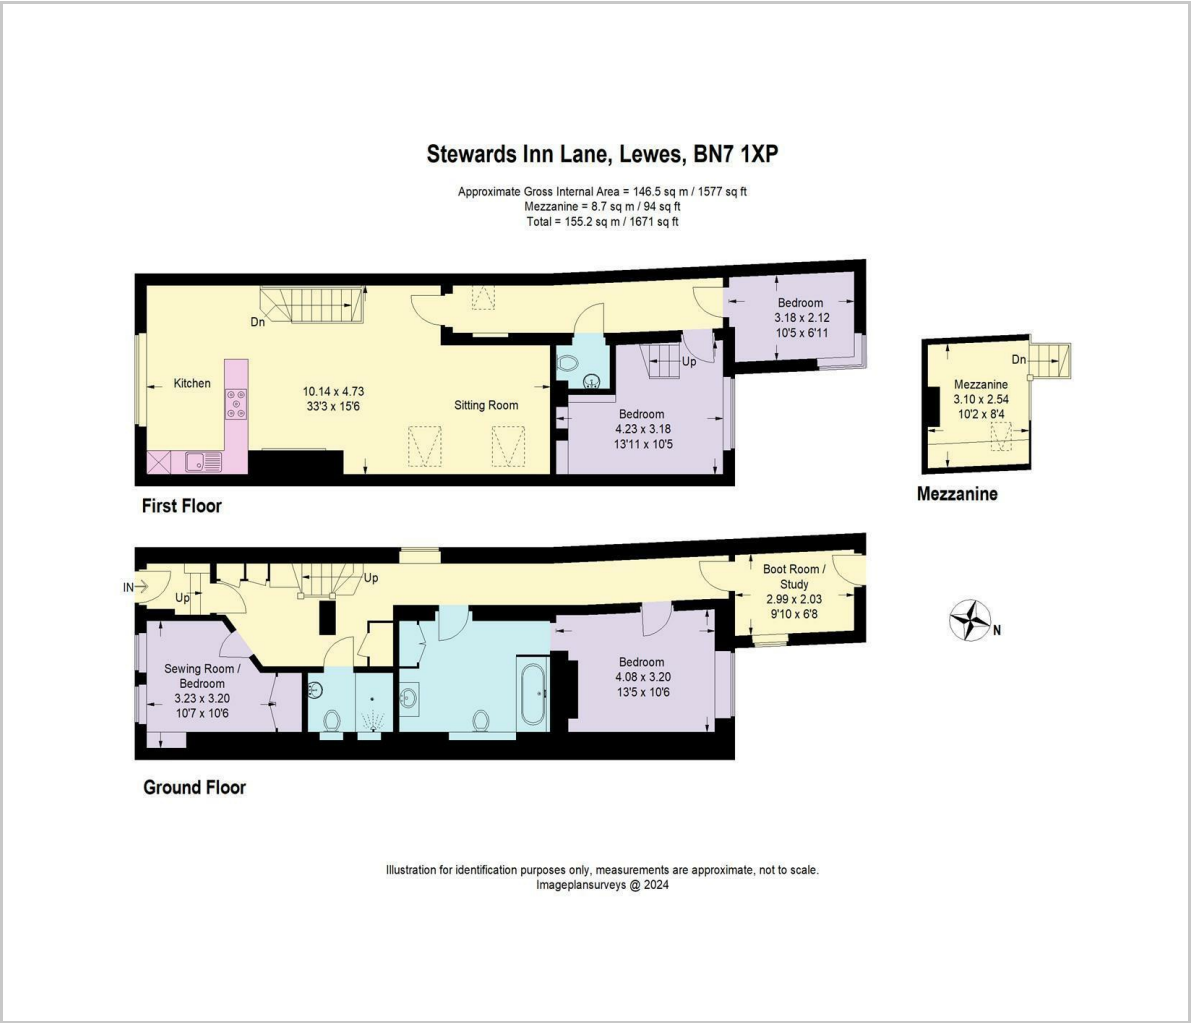 Stewards Inn Lane, Lewes, BN7 1XP
Approximate Gross Internal Area = 146.5 sq m / 1577 sq ft
Mezzanine = 8.7 sq m / 94 sq ft
Total = 155.2 sq m / 1671 sq ft
Dn
Kitchen
10.14 x 4.73
33'3 x 15'6
Sitting Room
Bedroom
3.18 x 2.12
10'5 x 6'11
Up
Bedroom
4.23 x 3.18
13'11 x 10'5
First Floor
Dn
Mezzanine
3.10 x 2.54
10'2 x 8'4
Mezzanine
IN
Up
Up
Boot Room /
Study
2.99 x 2.03
9'10 x 6'8
Sewing Room /
Bedroom
3.23 x 3.20
10'7 x 10'6
Bedroom
4.08 x 3.20
13'5 x 10'6
N
Ground Floor
Illustration for identification purposes only, measurements are approximate, not to scale.
Imageplansurveys @ 2024